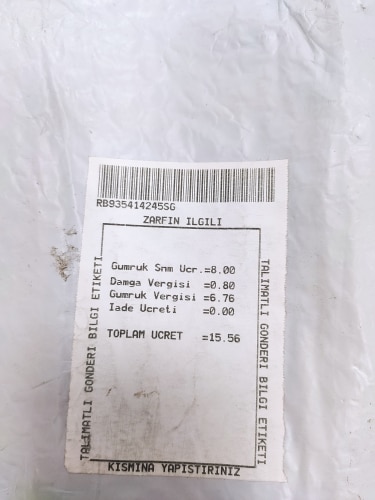 RB935414245SG
ZARFIN ILGILI
TALIMATLI GONDERI BILGI ETIKETI
Gumruk Snm Ucr.=8.00
Damga Vergisi =0.80
Gumruk Vergisi =6.76
Iade Ucreti =0.00
TOPLAM UCRET =15.56
TALIMATLI GONDERI BILGI ETIKETI
KISMINA YAPISTIRINIZ